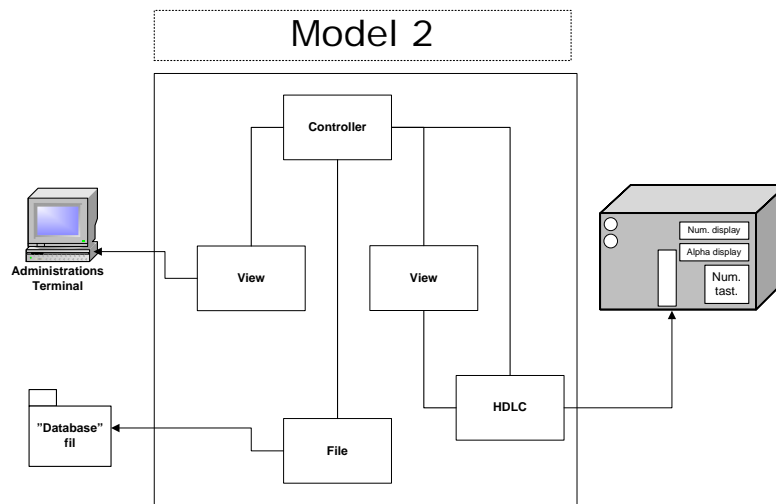 Model 2
Controller
Num. display
Alpha display
Num.
tast.
Administrations
Terminal
View
View
HDLC
"Database"
fil
File